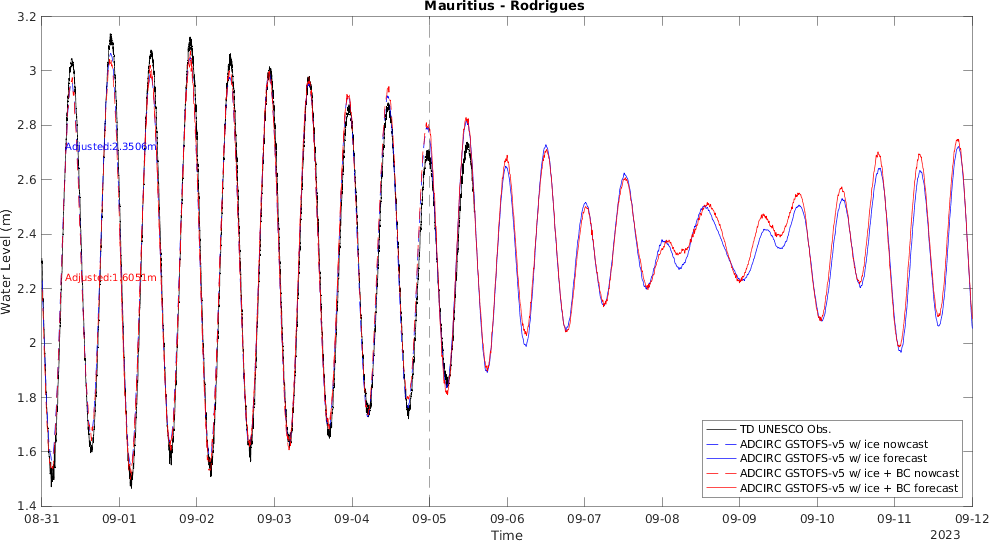 Mauritius - Rodrigues
3.2
3
2.8
2.6
2.4
2.2
2
1.8
1.6
1.4
Water Level (m)
Adjusted:2.3506m
Adjusted:1.6051m
TD UNESCO Obs.
ADCIRC GSTOFS-v5 w/ ice nowcast
ADCIRC GSTOFS-v5 w/ ice forecast
ADCIRC GSTOFS-v5 w/ ice + BC nowcast
ADCIRC GSTOFS-v5 w/ ice + BC forecast
08-31 09-01 09-02 09-03 09-04 09-05 09-06 09-07 09-08 09-09 09-10 09-11 09-12
Time
2023